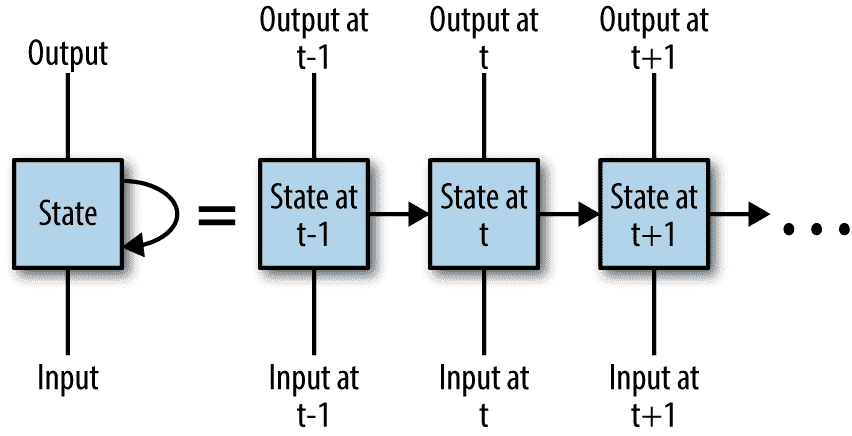 Output
State
Input
=
Output at
t-1
State at
t-1
Input at
t-1
Output at
t
State at
t
Input at
t
Output at
t+1
State at
t+1
Input at
t+1
...